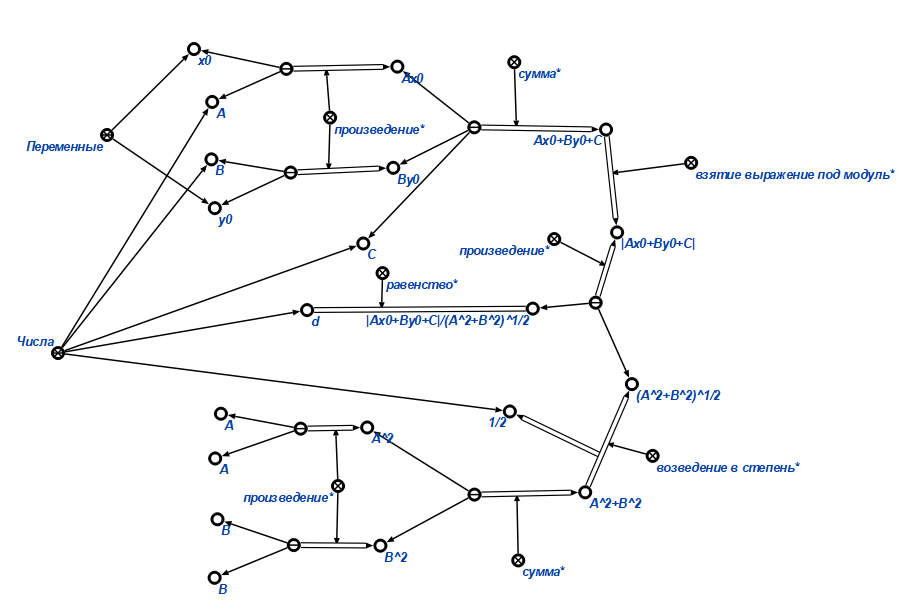 x0
Ax0
сумма*
A
произведение*
Ax0+By0+C
Переменные
B
By0
взятие выражение под модуль*
y0
C
произведение*
|Ax0+By0+C|
равенство*
d
|Ax0+By0+C|/(A^2+B^2)^1/2
Числа
(A^2+B^2)^1/2
A
1/2
A^2
A
возведение в степень*
произведение*
A^2+B^2
B
B^2
сумма*
B